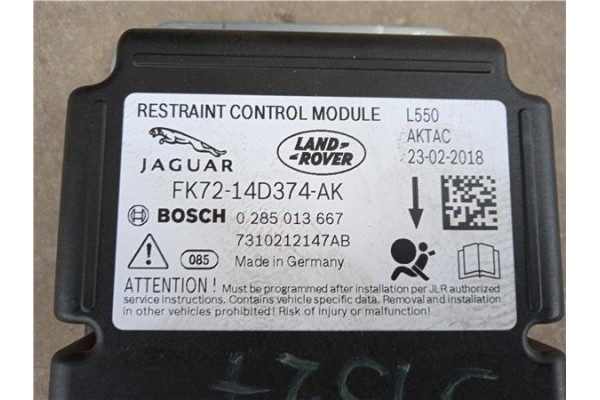 RESTRAINT CONTROL MODULE L550
AKTAC
JAGUAR LAND-ROVER 23-02-2018
FK72-14D374-AK
BOSCH 0 285 013 667
7310212147AB
085 Made in Germany
ATTENTION! Must be programmed after installation per JLR authorized
service instructions. Contains vehicle specific data. Removal and installation
in other vehicles prohibited! Risk of injury or malfunction!